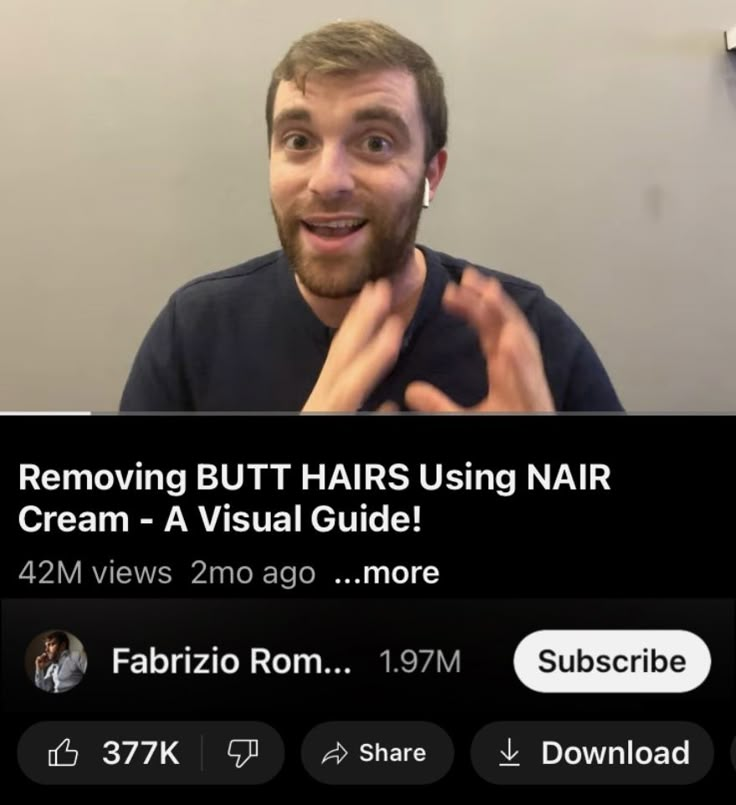 Removing BUTT HAIRS Using NAIR
Cream - A Visual Guide!
42M views 2mo ago ...more
Fabrizio Rom... 1.97M Subscribe
377K Share Download